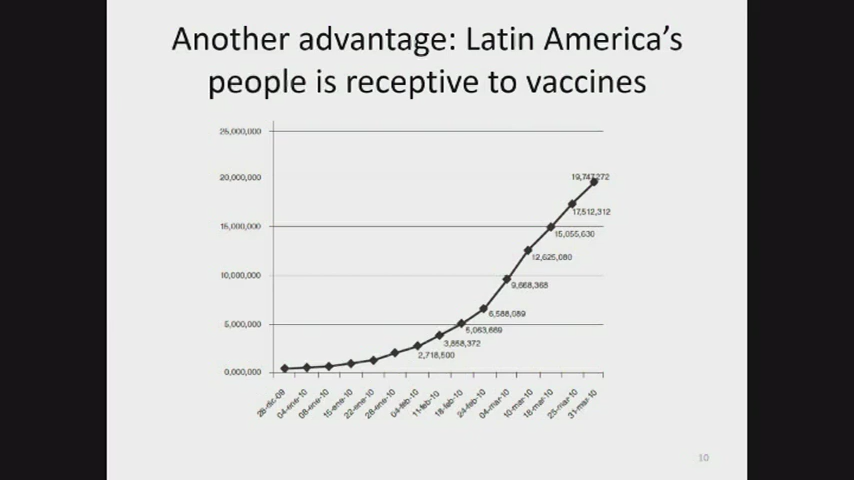 Another advantage: Latin America's
people is receptive to vaccines
25,000,000
20,000,000
15,000,000
10,000,000
5,000,000
0,000,000
19,747,272
17,512,312
15,055,630
12,625,080
9,668,368
6,588,089
5,063,669
3,858,372
2,718,500
28-dic-09
04-ene-10
08-ene-10
15-ene-10
22-ene-10
28-ene-10
04-feb-10
11-feb-10
18-feb-10
24-feb-10
04-mar-10
10-mar-10
18-mar-10
25-mar-10
31-mar-10
10